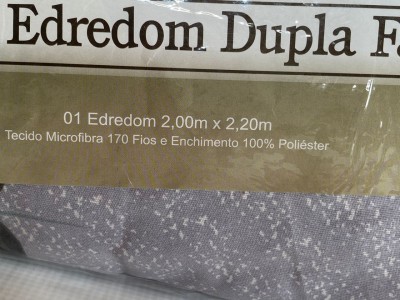 Edredom Dupla
01 Edredom 2,00m x 2,20m
Tecido Microfibra 170 Fios e Enchimento 100% Poliéster